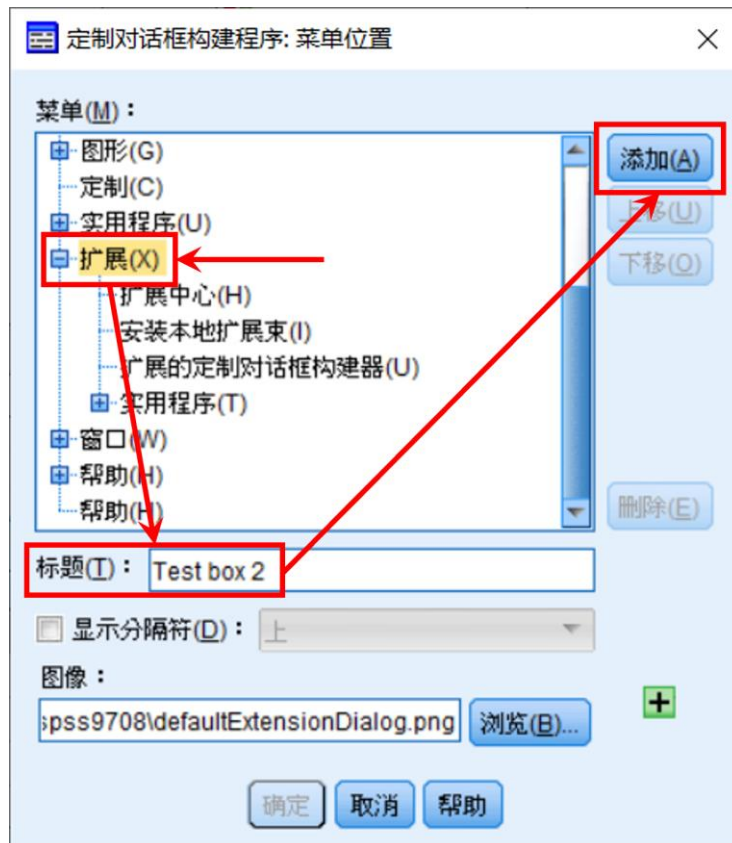 定制对话框构建程序: 菜单位置
菜单(M)：
图形(G)
定制(C)
实用程序(U)
扩展(X)
扩展中心(H)
安装本地扩展束(I)
扩展的定制对话框构建器(U)
实用程序(T)
窗口(W)
帮助(H)
帮助(H)
添加(A)
上移(U)
下移(O)
删除(E)
标题(T)： Test box 2
显示分隔符(D)： 上
图像：
spss9708\defaultExtensionDialog.png 浏览(B)...
确定 取消 帮助